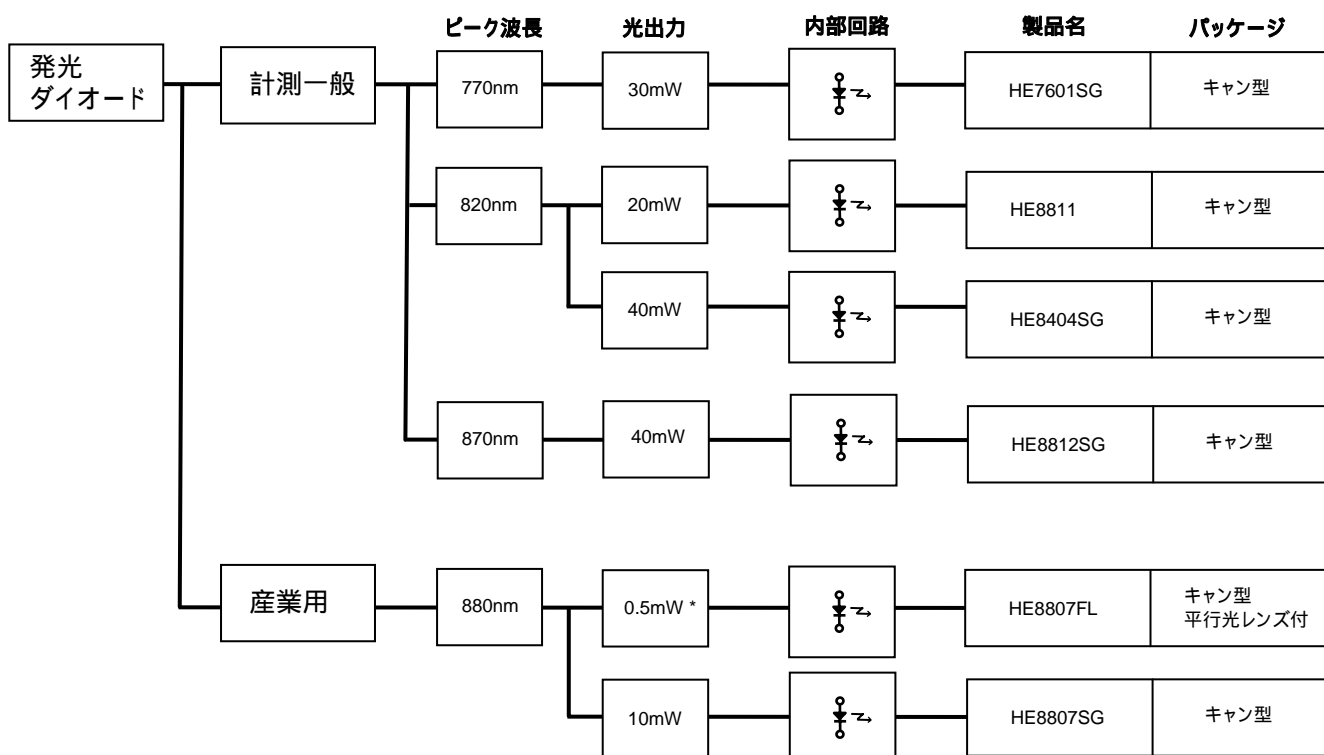 ピーク波長 光出力 内部回路 製品名 パッケージ
発光
ダイオード
計測一般
770nm 30mW HE7601SG キャン型
820nm 20mW HE8811 キャン型
40mW HE8404SG キャン型
870nm 40mW HE8812SG キャン型
産業用
880nm 0.5mW * HE8807FL キャン型
平行光レンズ付
10mW HE8807SG キャン型